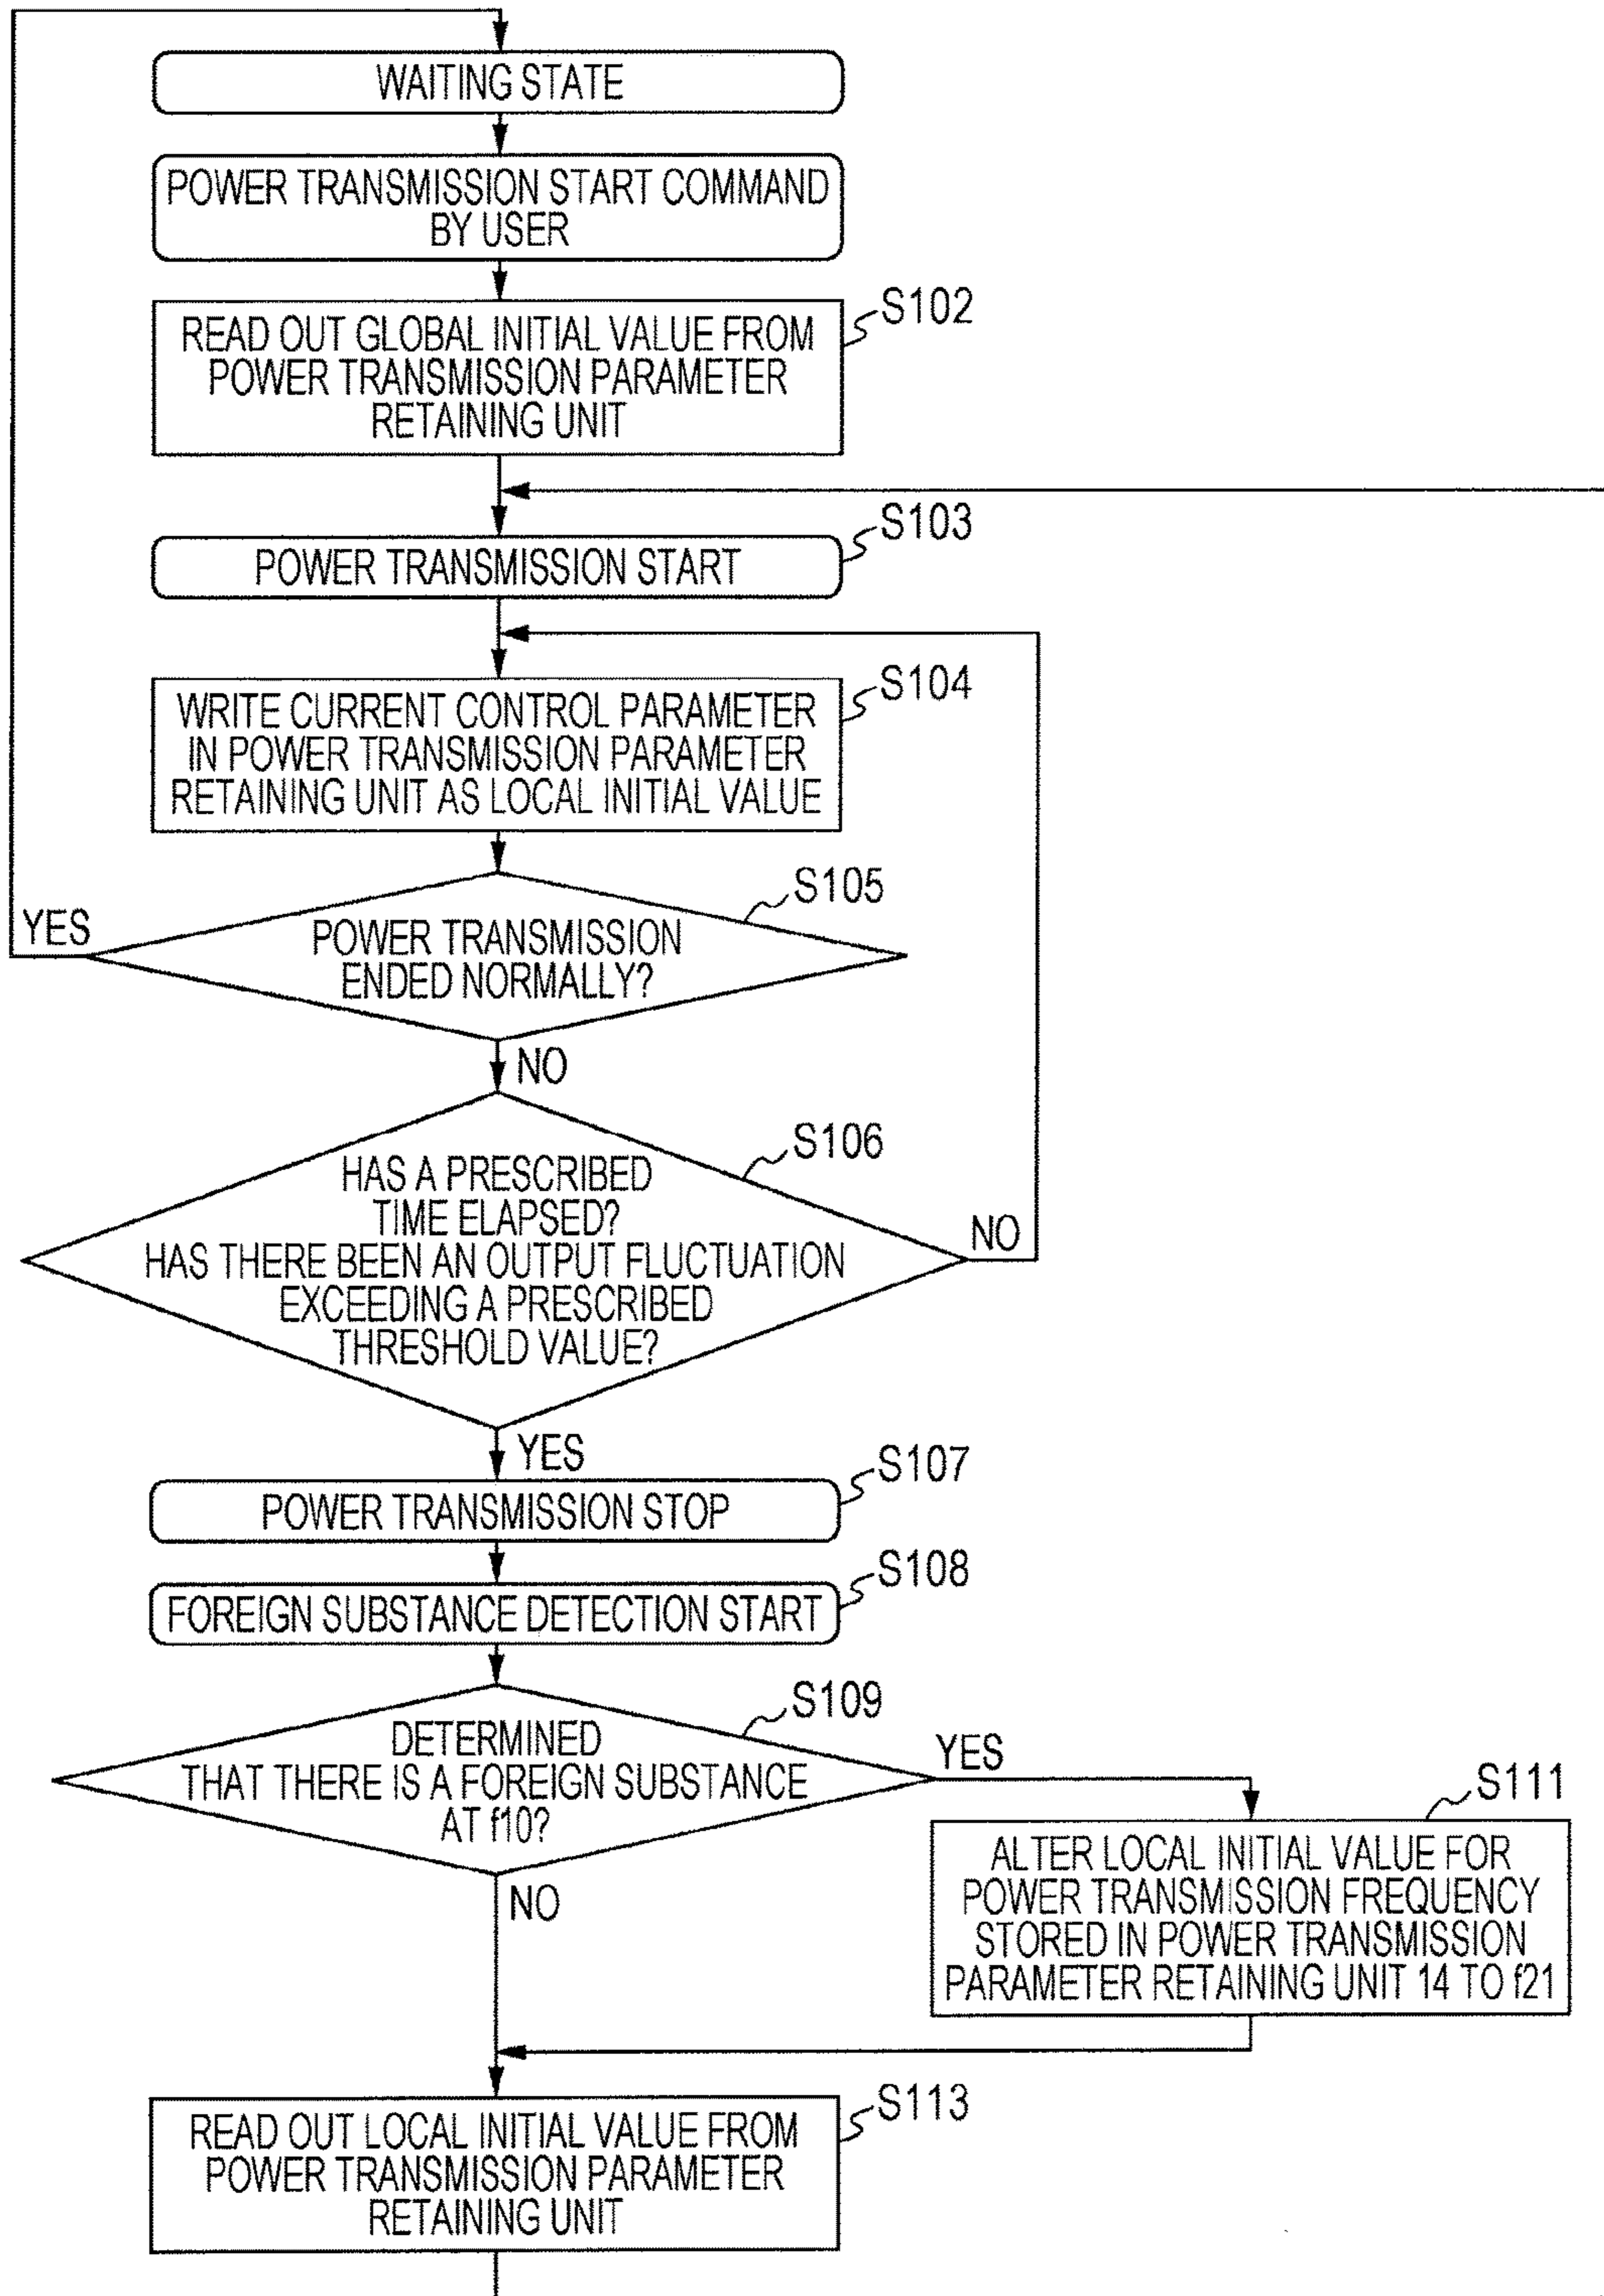 WAITING STATE
POWER TRANSMISSION START COMMAND
BY USER
S102
READ OUT GLOBAL INITIAL VALUE FROM
POWER TRANSMISSION PARAMETER
RETAINING UNIT
S103
POWER TRANSMISSION START
S104
WRITE CURRENT CONTROL PARAMETER
IN POWER TRANSMISSION PARAMETER
RETAINING UNIT AS LOCAL INITIAL VALUE
S105
YES
POWER TRANSMISSION
ENDED NORMALLY?
NO
S106
HAS A PRESCRIBED
TIME ELAPSED?
HAS THERE BEEN AN OUTPUT FLUCTUATION
EXCEEDING A PRESCRIBED
THRESHOLD VALUE?
NO
YES
S107
POWER TRANSMISSION STOP
S108
FOREIGN SUBSTANCE DETECTION START
S109
DETERMINED
THAT THERE IS A FOREIGN SUBSTANCE
AT f10?
YES
NO
S111
ALTER LOCAL INITIAL VALUE FOR
POWER TRANSMISSION FREQUENCY
STORED IN POWER TRANSMISSION
PARAMETER RETAINING UNIT 14 TO f21
S113
READ OUT LOCAL INITIAL VALUE FROM
POWER TRANSMISSION PARAMETER
RETAINING UNIT